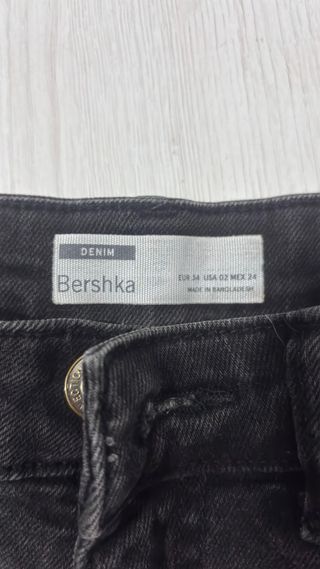 DENIM
Bershka
EUR 34 USA 02 MEX 24
MADE IN BANGLADESH